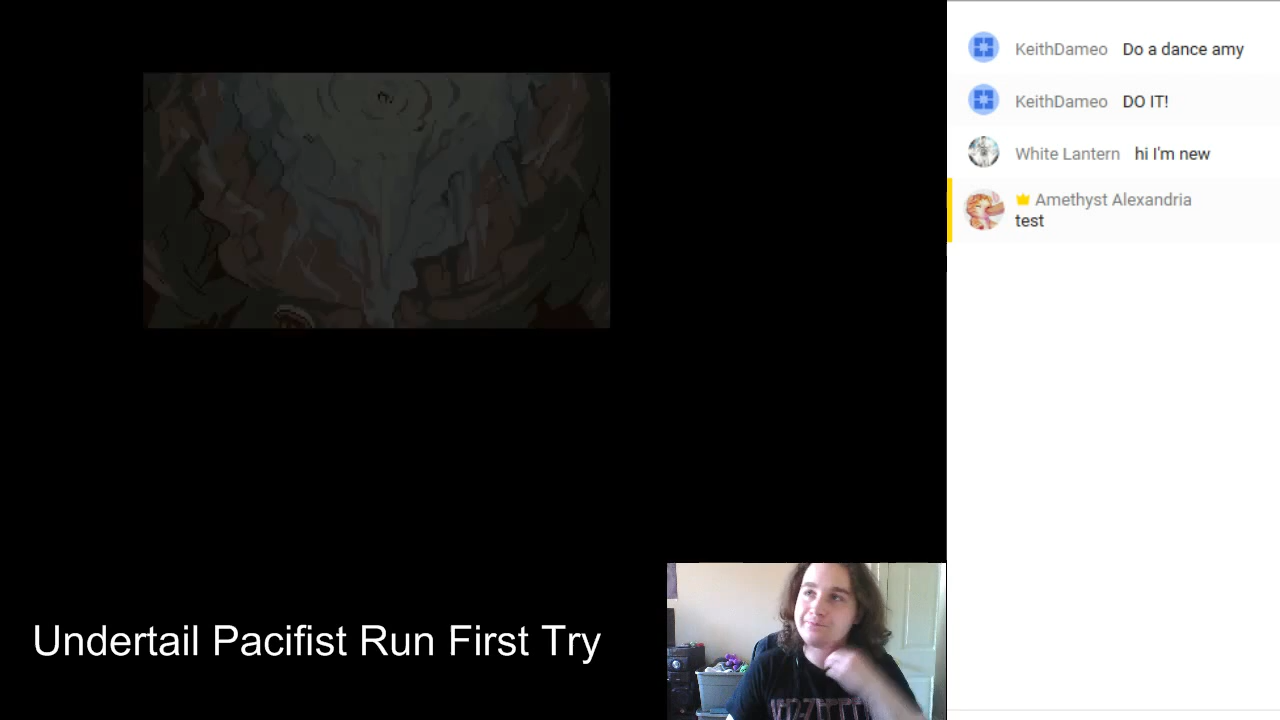 KeithDameo Do a dance amy
KeithDameo DO IT!
White Lantern hi I'm new
Amethyst Alexandria
test
Undertail Pacifist Run First Try